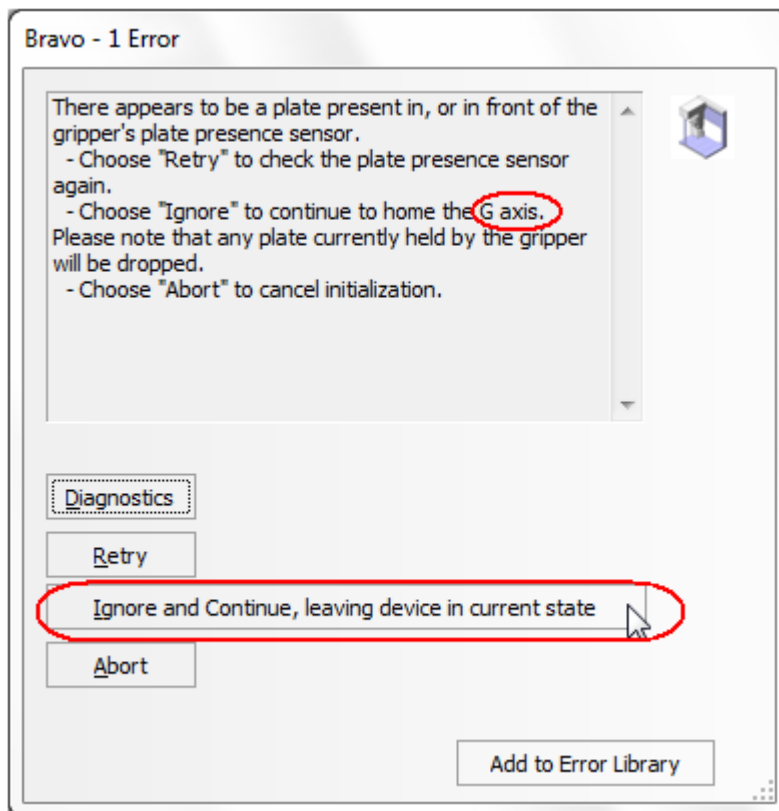 Bravo - 1 Error
There appears to be a plate present in, or in front of the
gripper's plate presence sensor.
- Choose "Retry" to check the plate presence sensor
again.
- Choose "Ignore" to continue to home the G axis.
Please note that any plate currently held by the gripper
will be dropped.
- Choose "Abort" to cancel initialization.
Diagnostics
Retry
Ignore and Continue, leaving device in current state
Abort
Add to Error Library